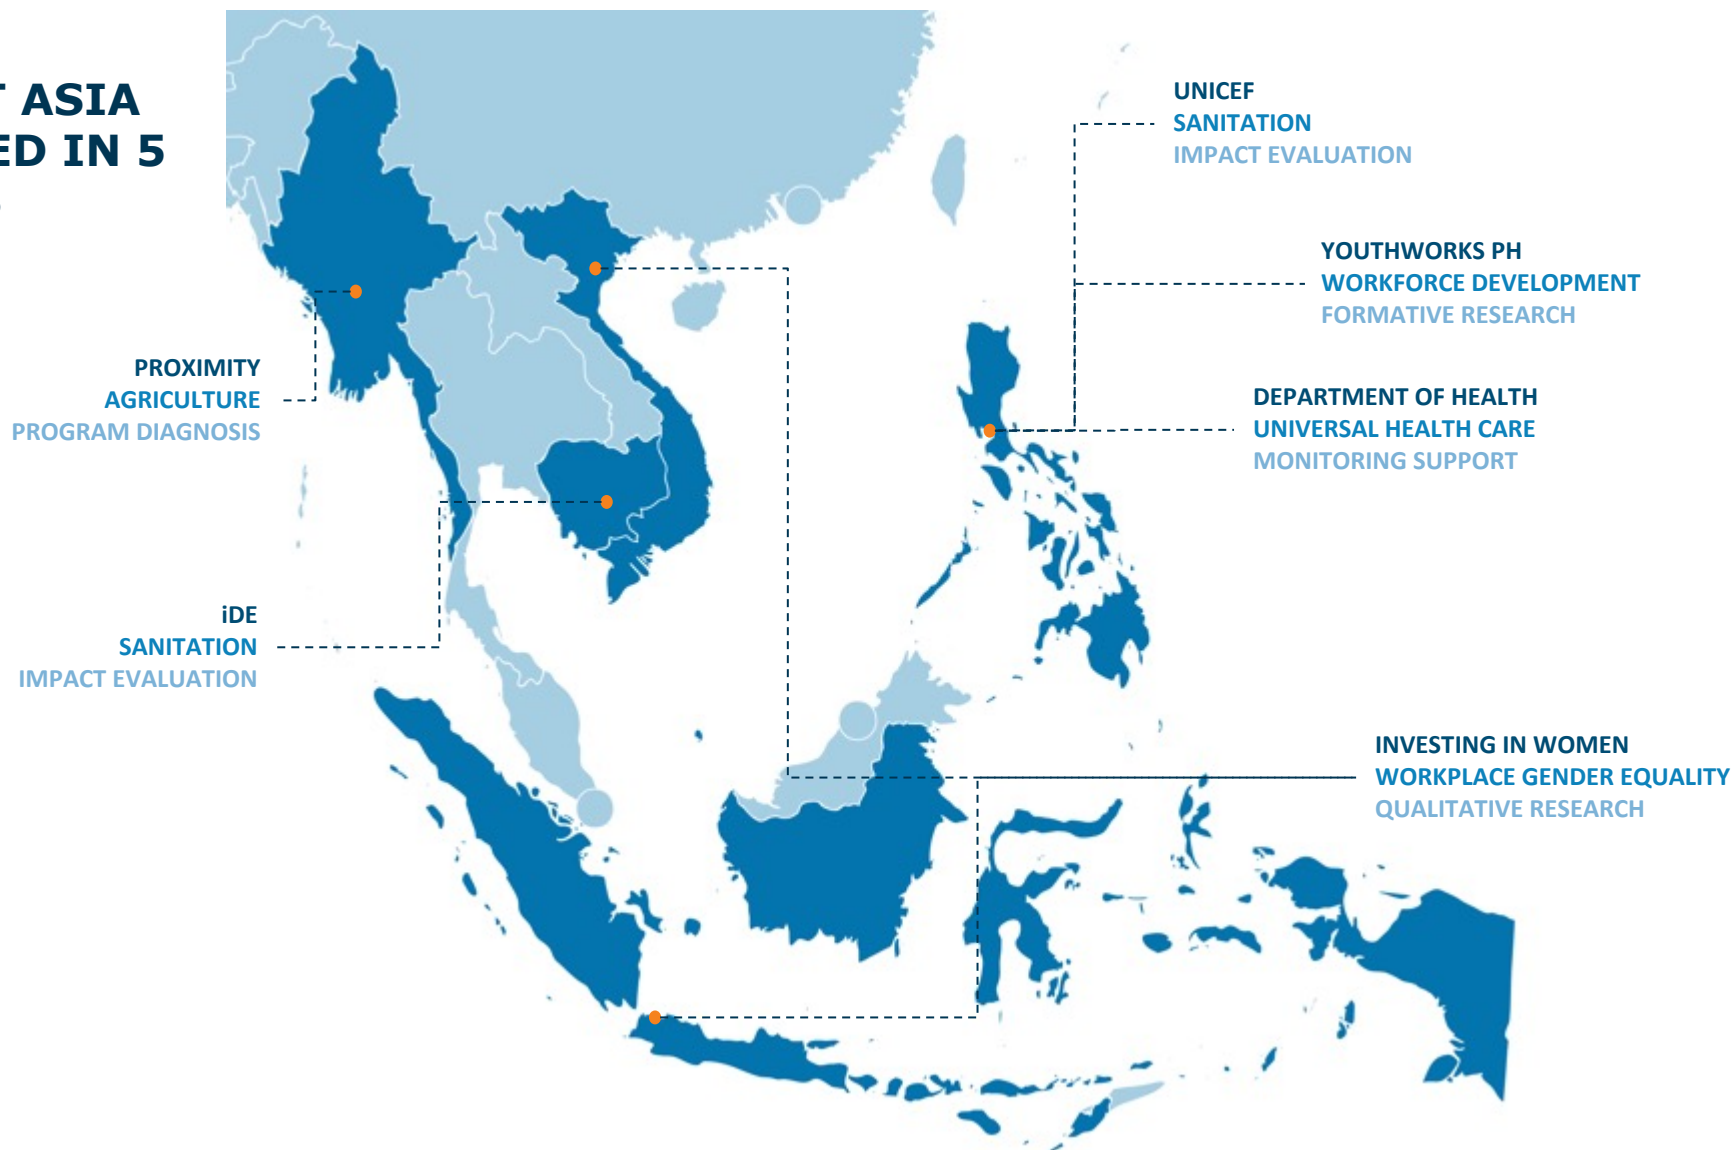 T ASIA
ED IN 5
UNICEF
SANITATION
IMPACT EVALUATION
YOUTHWORKS PH
WORKFORCE DEVELOPMENT
FORMATIVE RESEARCH
PROXIMITY
AGRICULTURE
PROGRAM DIAGNOSIS
DEPARTMENT OF HEALTH
UNIVERSAL HEALTH CARE
MONITORING SUPPORT
iDE
SANITATION
IMPACT EVALUATION
INVESTING IN WOMEN
WORKPLACE GENDER EQUALITY
QUALITATIVE RESEARCH